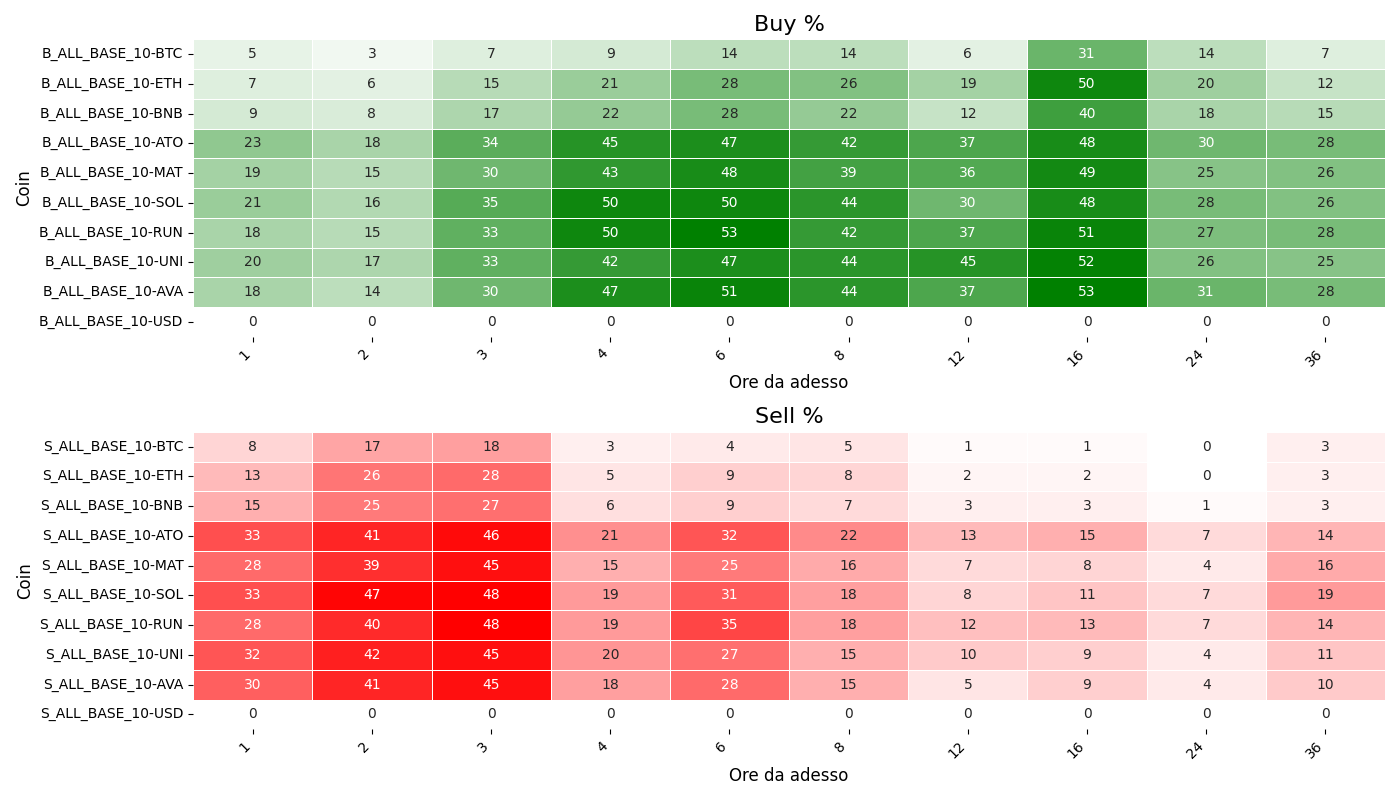 Buy %
Coin
B_ALL_BASE_10-BTC 5 3 7 9 14 14 6 31 14 7
B_ALL_BASE_10-ETH 7 6 15 21 28 26 19 50 20 12
B_ALL_BASE_10-BNB 9 8 17 22 28 22 12 40 18 15
B_ALL_BASE_10-ATO 23 18 34 45 47 42 37 48 30 28
B_ALL_BASE_10-MAT 19 15 30 43 48 39 36 49 25 26
B_ALL_BASE_10-SOL 21 16 35 50 50 44 30 48 28 26
B_ALL_BASE_10-RUN 18 15 33 50 53 42 37 51 27 28
B_ALL_BASE_10-UNI 20 17 33 42 47 44 45 52 26 25
B_ALL_BASE_10-AVA 18 14 30 47 51 44 37 53 31 28
B_ALL_BASE_10-USD 0 0 0 0 0 0 0 0 0 0
1 2 3 4 6 8 12 16 24 36
Ore da adesso
Sell %
Coin
S_ALL_BASE_10-BTC 8 17 18 3 4 5 1 1 0 3
S_ALL_BASE_10-ETH 13 26 28 5 9 8 2 2 0 3
S_ALL_BASE_10-BNB 15 25 27 6 9 7 3 3 1 3
S_ALL_BASE_10-ATO 33 41 46 21 32 22 13 15 7 14
S_ALL_BASE_10-MAT 28 39 45 15 25 16 7 8 4 16
S_ALL_BASE_10-SOL 33 47 48 19 31 18 8 11 7 19
S_ALL_BASE_10-RUN 28 40 48 19 35 18 12 13 7 14
S_ALL_BASE_10-UNI 32 42 45 20 27 15 10 9 4 11
S_ALL_BASE_10-AVA 30 41 45 18 28 15 5 9 4 10
S_ALL_BASE_10-USD 0 0 0 0 0 0 0 0 0 0
1 2 3 4 6 8 12 16 24 36
Ore da adesso